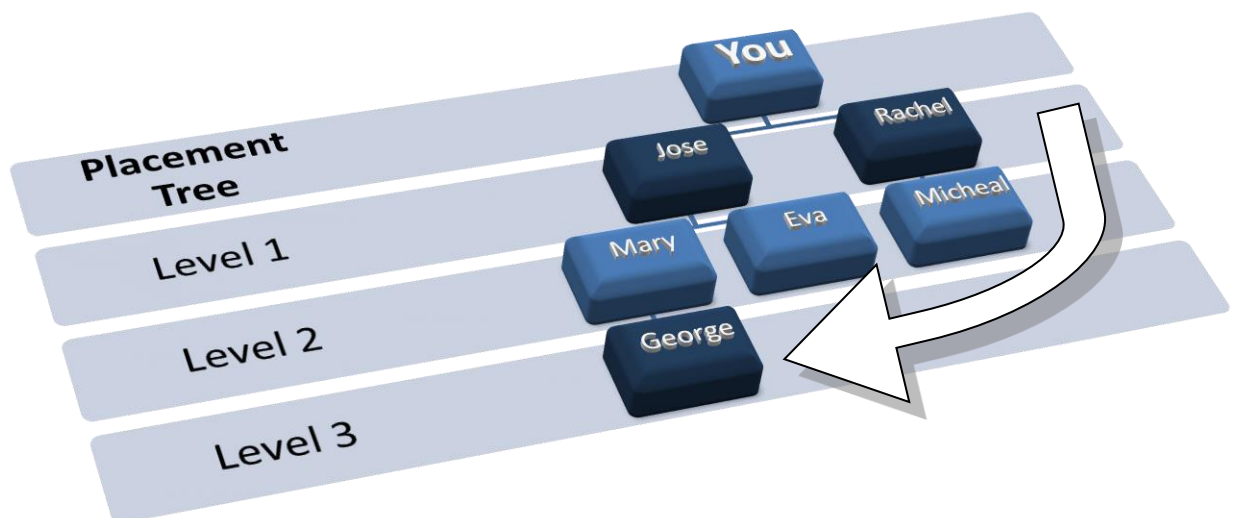 You
Placement
Tree
Jose
Rachel
Level 1
Mary
Eva
Micheal
Level 2
George
Level 3